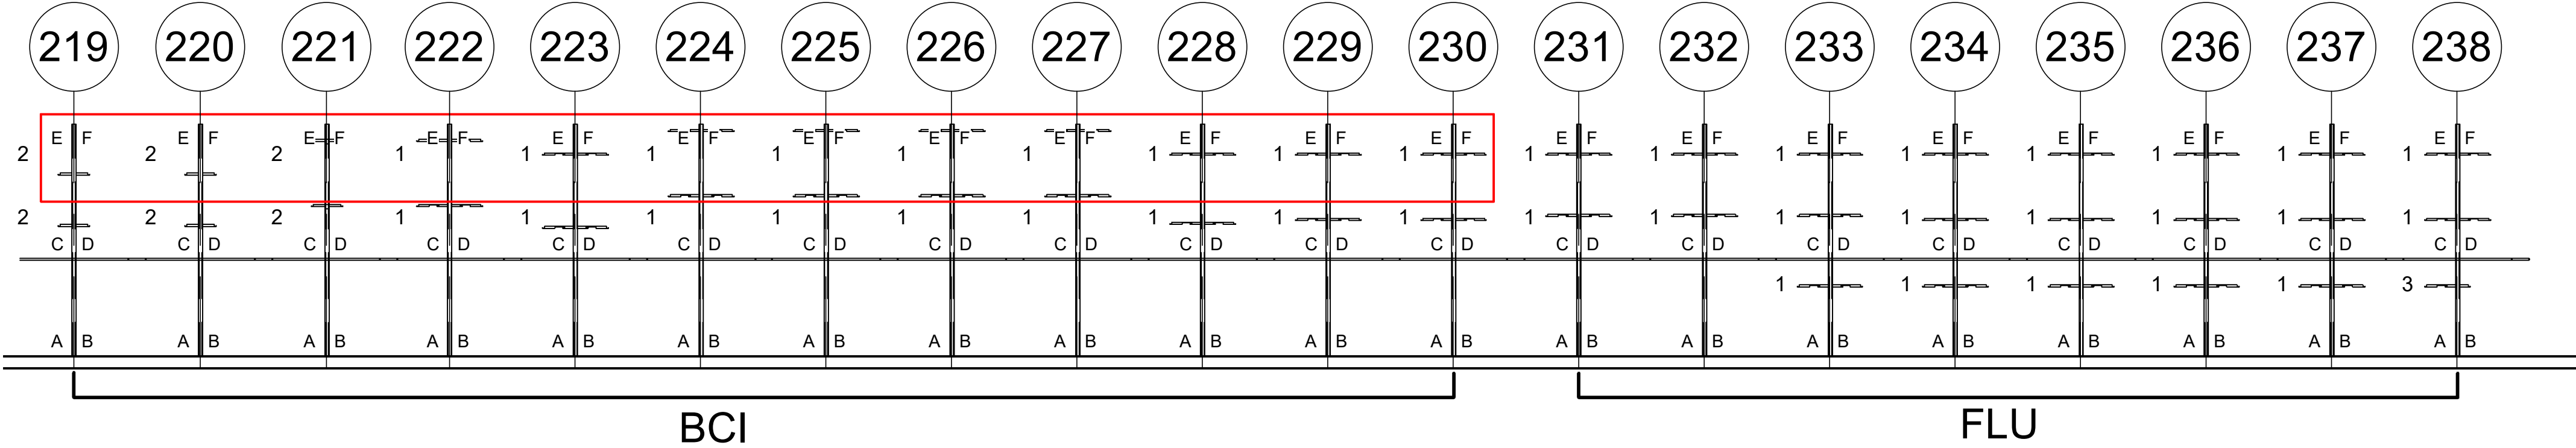 219 220 221 222 223 224 225 226 227 228 229 230 231 232 233 234 235 236 237 238
E F E F E F E F E F E F E F E F E F E F E F E F E F E F E F E F E F E F E F E F
2 2 2 1 1 1 1 1 1 1 1 1 1 1 1 1 1 1 1 1
2 2 2 1 1 1 1 1 1 1 1 1 1 1 1 1 1 1 1 1
C D C D C D C D C D C D C D C D C D C D C D C D C D C D C D C D C D C D C D C D
1 1 1 1 1 3
A B A B A B A B A B A B A B A B A B A B A B A B A B A B A B A B A B A B A B A B
BCI FLU